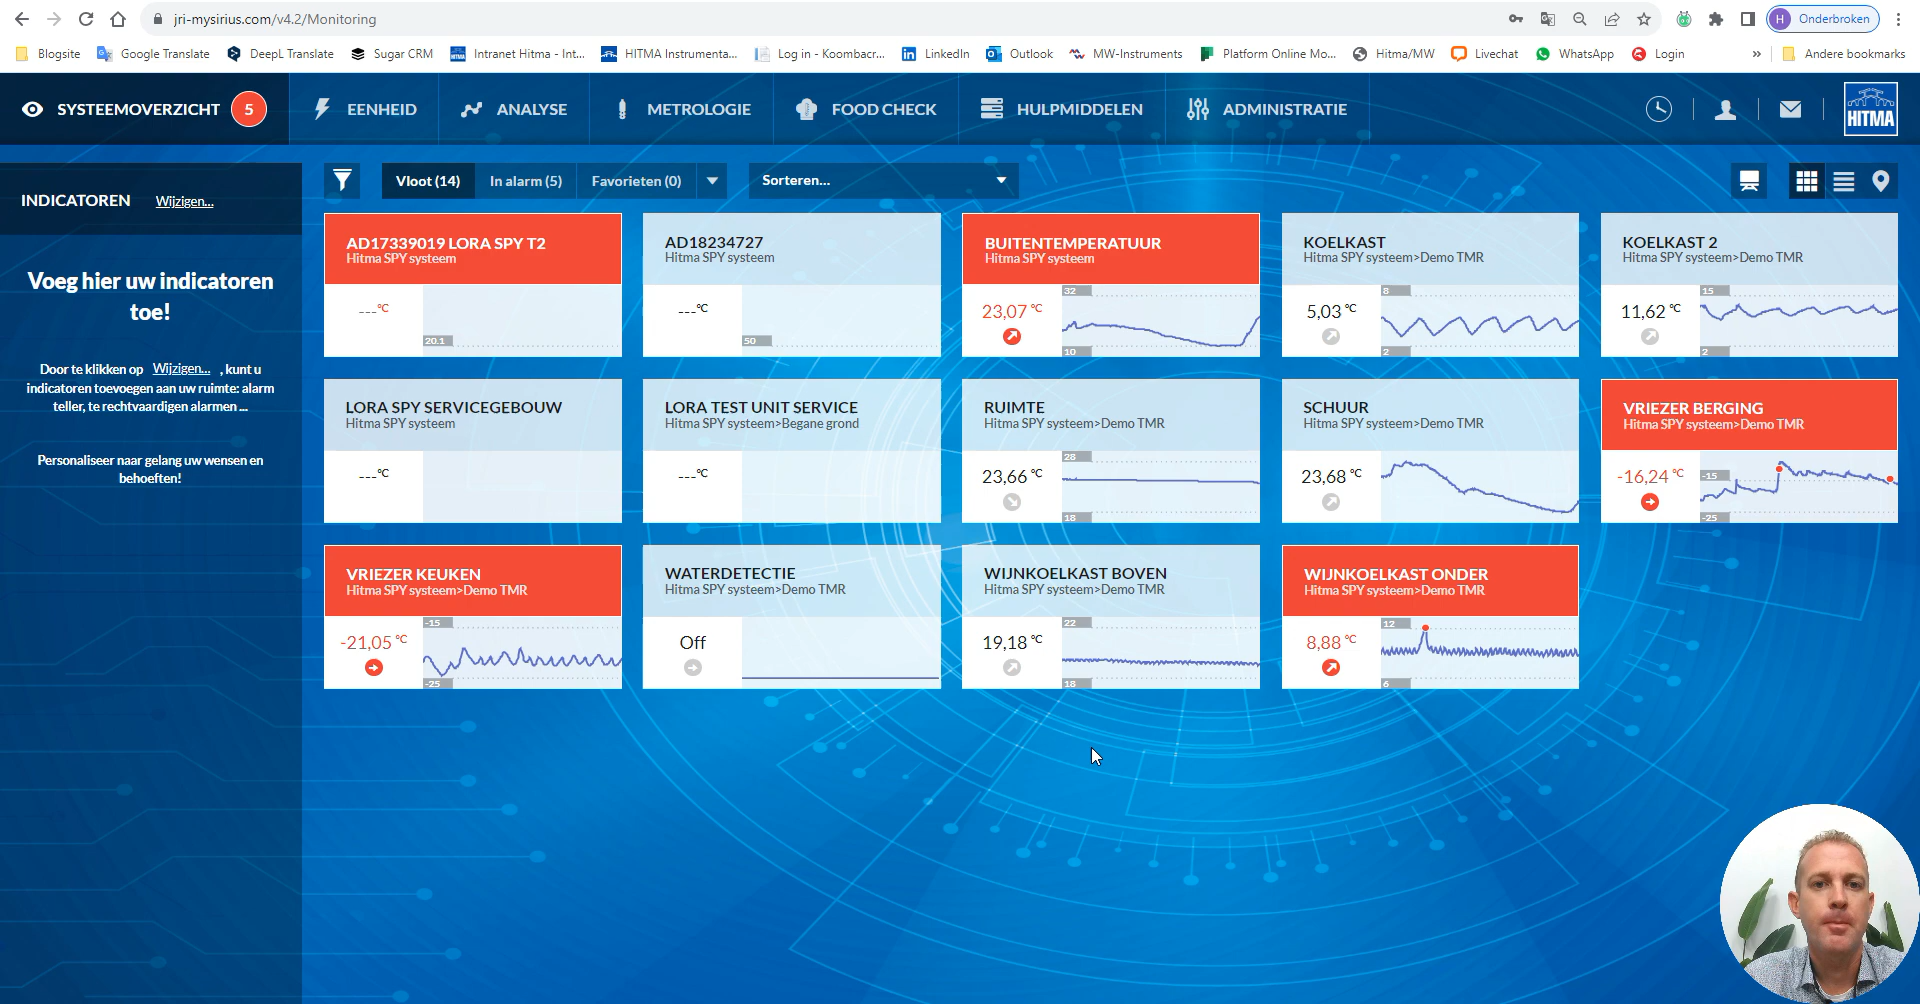 jri-mysirius.com/v4.2/Monitoring
H Onderbroken
Blogsite Google Translate DeepL Translate Sugar CRM Intranet Hitma - Int... HITMA Instrumenta... Log in - Koombacr... LinkedIn Outlook MW-Instruments Platform Online Mo... Hitma/MW Livechat WhatsApp Login » Andere bookmarks
SYSTEEMOVERZICHT 5 EENHEID ANALYSE METROLOGIE FOOD CHECK HULPMIDDELEN ADMINISTRATIE HITMA
INDICATOREN Wijzigen...
Voeg hier uw indicatoren
toe!
Door te klikken op Wijzigen... , kunt u
indicatoren toevoegen aan uw ruimte: alarm
teller, te rechtvaardigen alarmen ...
Personaliseer naar gelang uw wensen en
behoeften!
Vloot (14) In alarm (5) Favorieten (0) Sorteren...
AD17339019 LORA SPY T2
Hitma SPY systeem
---°C
20.1
AD18234727
Hitma SPY systeem
---°C
50
BUITENTEMPERATUUR
Hitma SPY systeem
23,07 °C
32
10
KOELKAST
Hitma SPY systeem>Demo TMR
5,03 °C
8
2
KOELKAST 2
Hitma SPY systeem>Demo TMR
11,62 °C
15
2
LORA SPY SERVICEGEBOUW
Hitma SPY systeem
---°C
LORA TEST UNIT SERVICE
Hitma SPY systeem>Begane grond
---°C
RUIMTE
Hitma SPY systeem>Demo TMR
23,66 °C
28
18
SCHUUR
Hitma SPY systeem>Demo TMR
23,68 °C
VRIEZER BERGING
Hitma SPY systeem>Demo TMR
-16,24 °C
-15
-25
VRIEZER KEUKEN
Hitma SPY systeem>Demo TMR
-21,05 °C
-15
-25
WATERDETECTIE
Hitma SPY systeem>Demo TMR
Off
WIJNKOELKAST BOVEN
Hitma SPY systeem>Demo TMR
19,18 °C
22
18
WIJNKOELKAST ONDER
Hitma SPY systeem>Demo TMR
8,88 °C
12
6